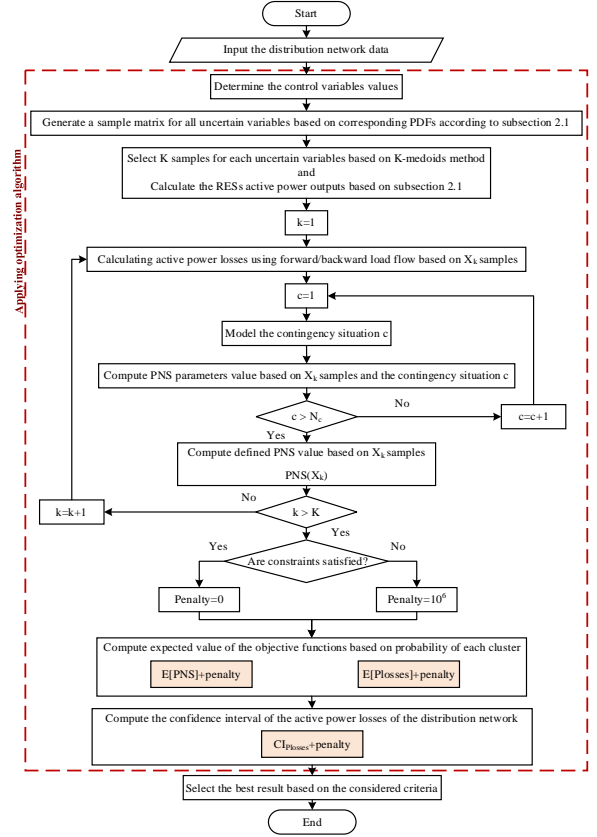 Start
Input the distribution network data
Applying optimization algorithm
Determine the control variables values
Generate a sample matrix for all uncertain variables based on corresponding PDFs according to subsection 2.1
Select K samples for each uncertain variables based on K-medoids method
and
Calculate the RESs active power outputs based on subsection 2.1
k=1
Calculating active power losses using forward/backward load flow based on Xₖ samples
c=1
Model the contingency situation c
Compute PNS parameters value based on Xₖ samples and the contingency situation c
c > N_c
No
c=c+1
Yes
Compute defined PNS value based on Xₖ samples
PNS(Xₖ)
No
k > K
k=k+1
Yes
Yes
Are constraints satisfied?
No
Penalty=0
Penalty=10⁶
Compute expected value of the objective functions based on probability of each cluster
E[PNS]+penalty
E[Plosses]+penalty
Compute the confidence interval of the active power losses of the distribution network
CI_Plosses+penalty
Select the best result based on the considered criteria
End